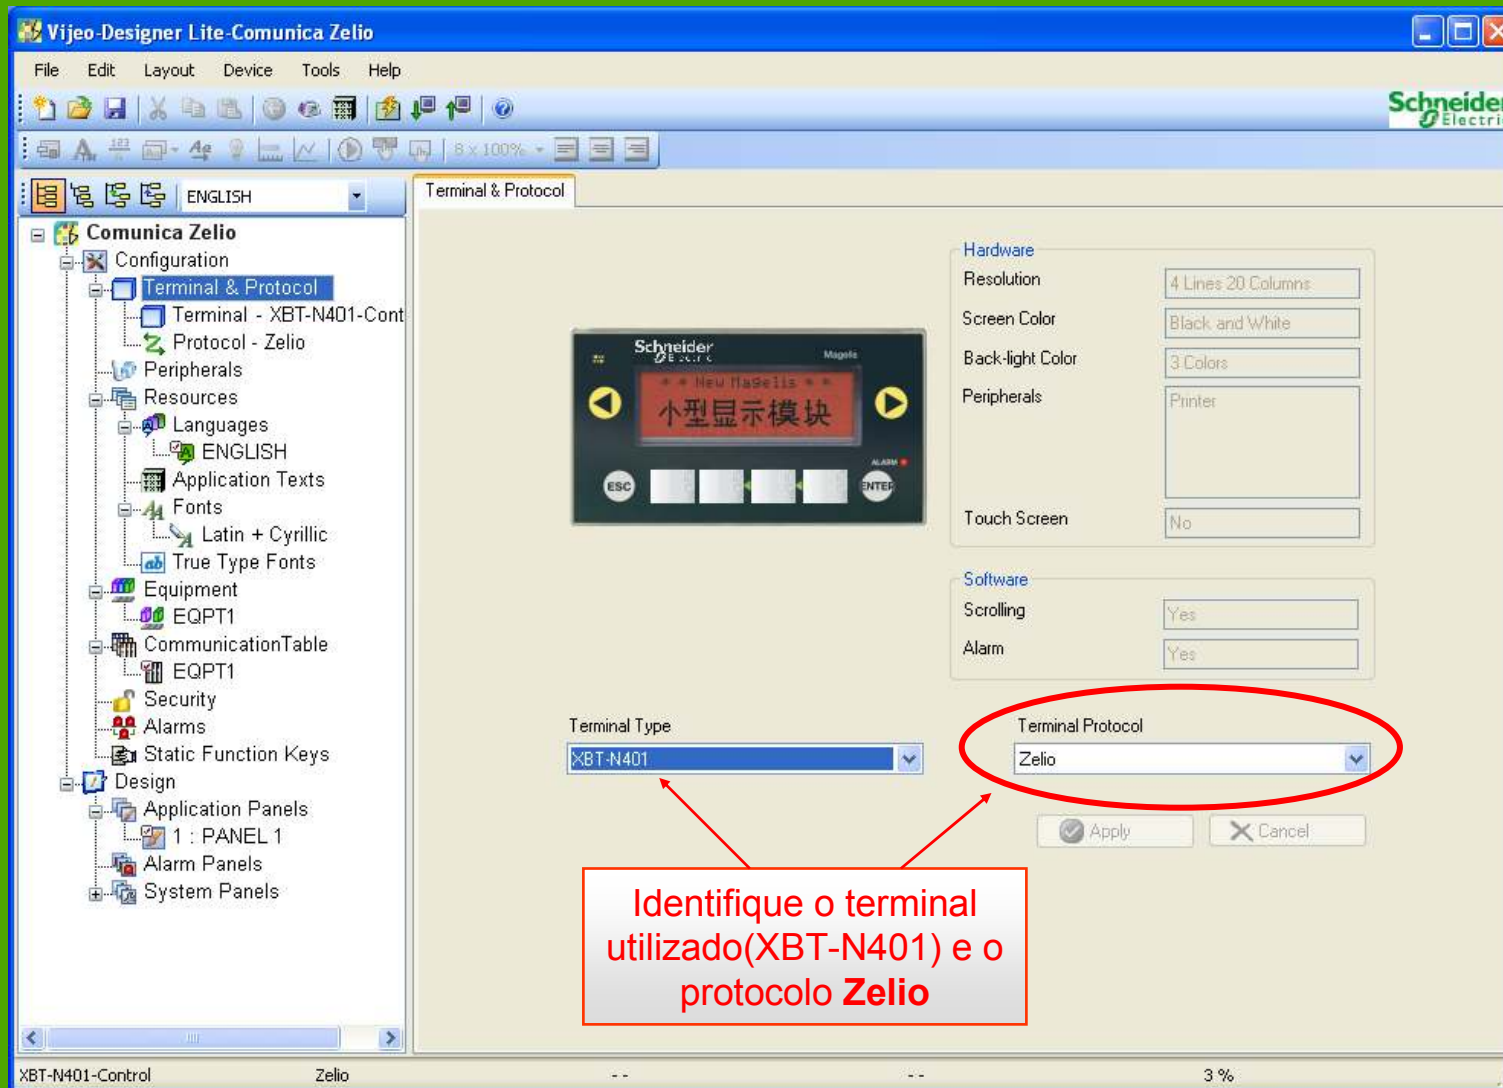 Vijeo-Designer Lite-Comunica Zelio
File Edit Layout Device Tools Help
Schneider
Electric
8 x 100%
ENGLISH
Terminal & Protocol
Comunica Zelio
Configuration
Terminal & Protocol
Terminal - XBT-N401-Cont
Protocol - Zelio
Peripherals
Resources
Languages
ENGLISH
Application Texts
Fonts
Latin + Cyrillic
True Type Fonts
Equipment
EQPT1
CommunicationTable
EQPT1
Security
Alarms
Static Function Keys
Design
Application Panels
1 : PANEL 1
Alarm Panels
System Panels
Schneider
Electric
Magelis
* * New Magelis * *
小型显示模块
ALARM
ESC
ENTER
Hardware
Resolution
4 Lines 20 Columns
Screen Color
Black and White
Back-light Color
3 Colors
Peripherals
Printer
Touch Screen
No
Software
Scrolling
Yes
Alarm
Yes
Terminal Type
XBT-N401
Terminal Protocol
Zelio
Apply
Cancel
Identifique o terminal
utilizado(XBT-N401) e o
protocolo Zelio
XBT-N401-Control Zelio -- -- 3 %